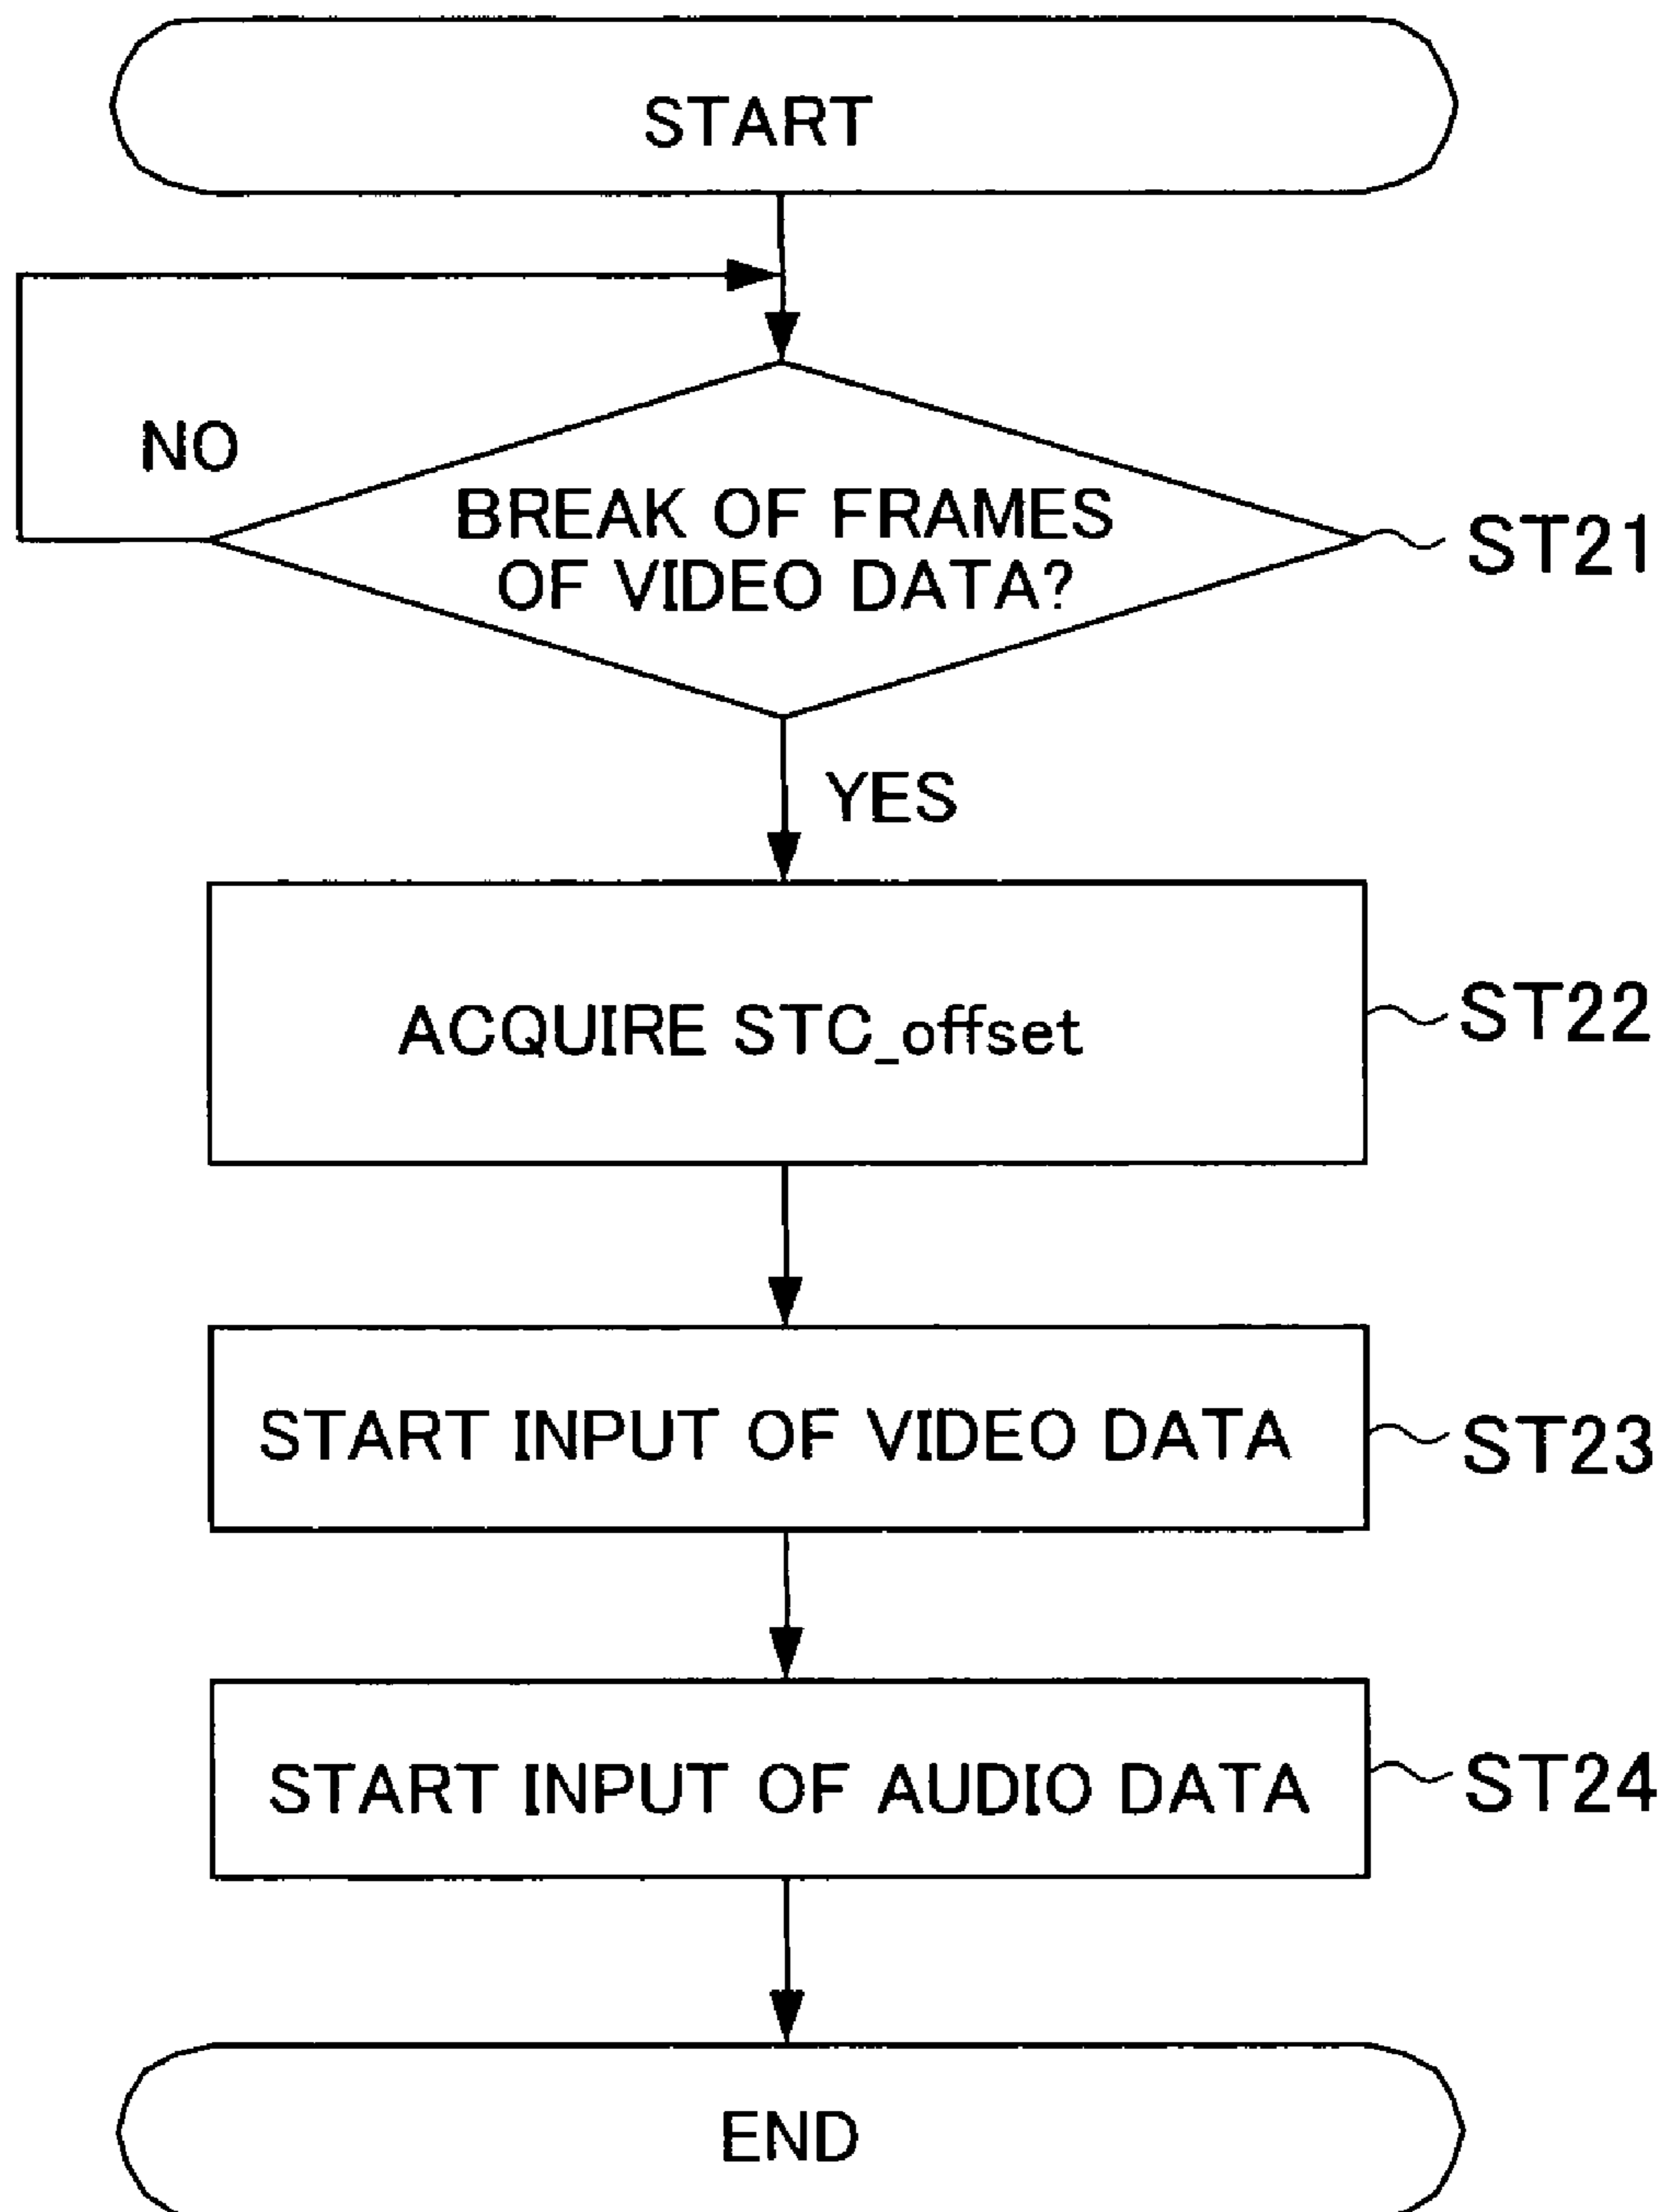 START
NO
BREAK OF FRAMES
OF VIDEO DATA?
ST21
YES
ACQUIRE STC_offset
ST22
START INPUT OF VIDEO DATA
ST23
START INPUT OF AUDIO DATA
ST24
END